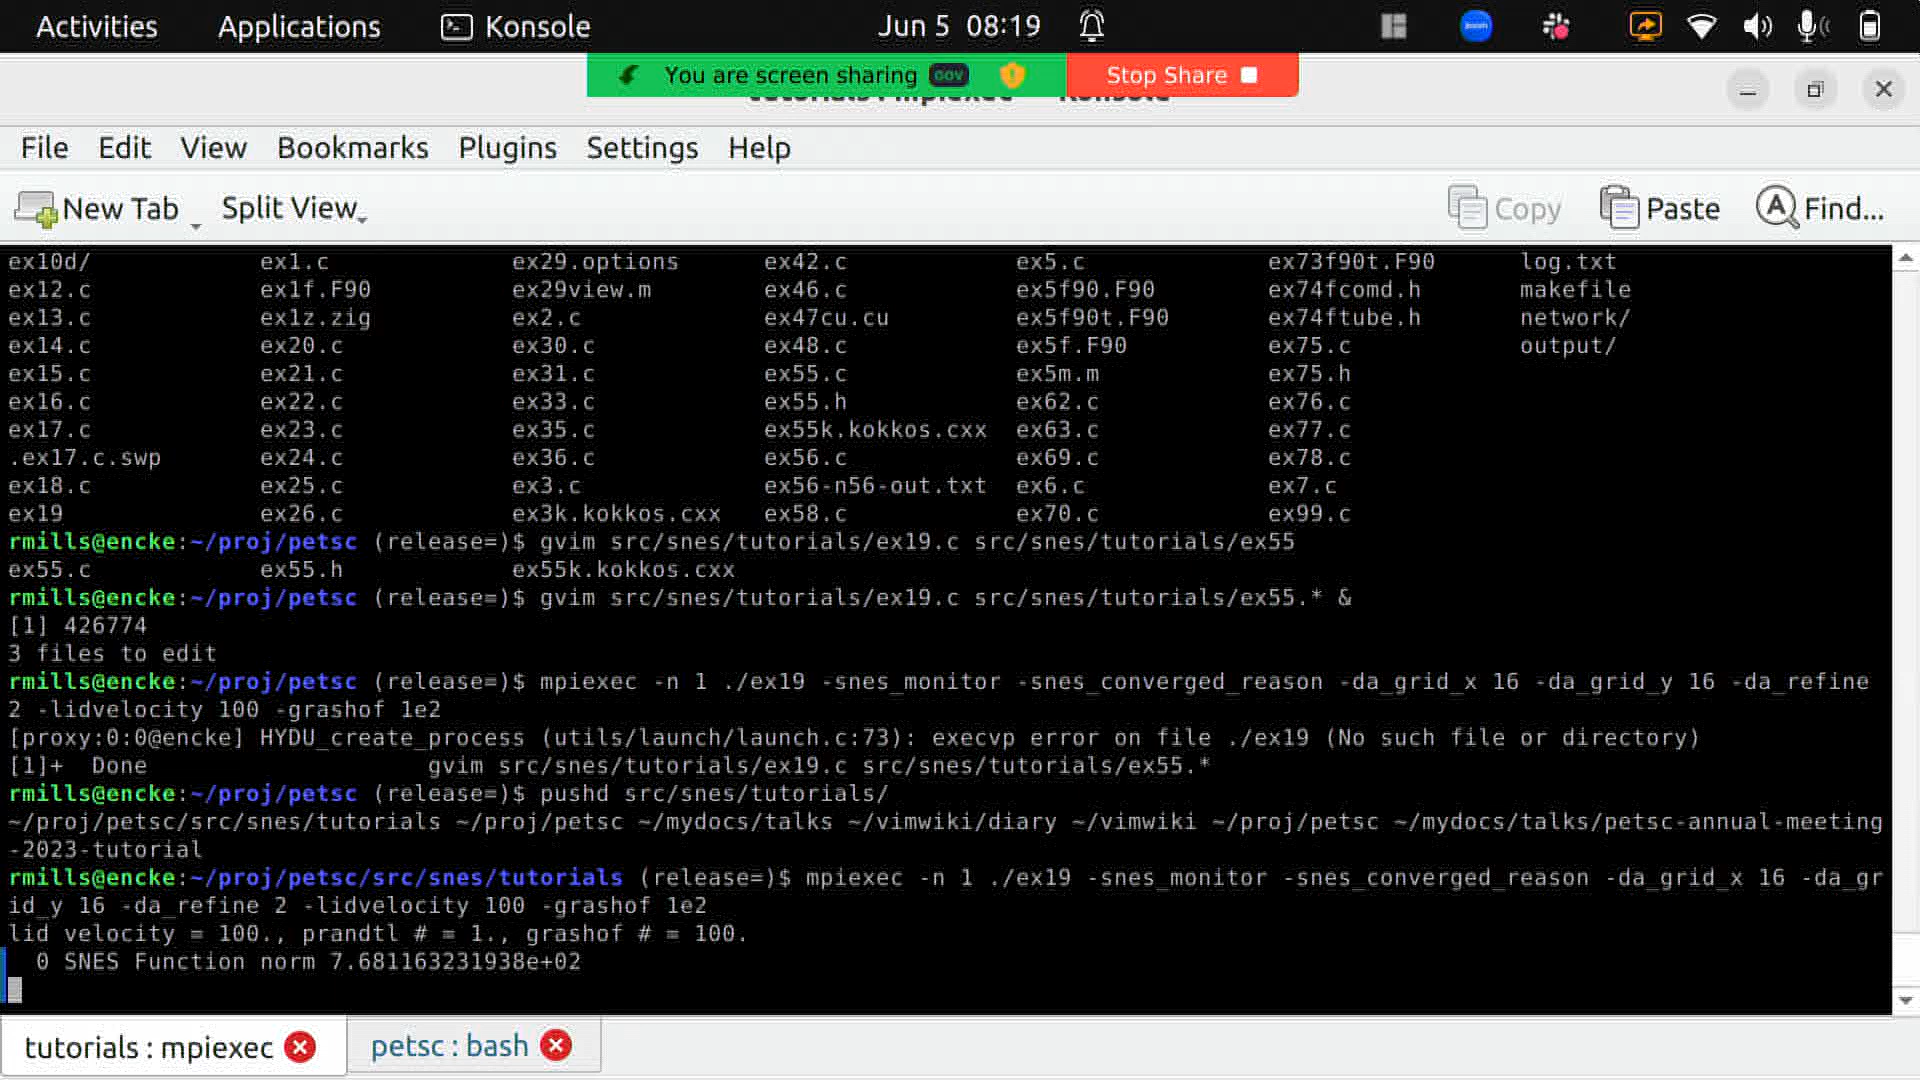 Activities Applications Konsole Jun 5 08:19 zoom
You are screen sharing GOV Stop Share
tutorials : mpiexec — Konsole
File Edit View Bookmarks Plugins Settings Help
New Tab Split View Copy Paste Find...
ex10d/ ex1.c ex29.options ex42.c ex5.c ex73f90t.F90 log.txt
ex12.c ex1f.F90 ex29view.m ex46.c ex5f90.F90 ex74fcomd.h makefile
ex13.c ex1z.zig ex2.c ex47cu.cu ex5f90t.F90 ex74ftube.h network/
ex14.c ex20.c ex30.c ex48.c ex5f.F90 ex75.c output/
ex15.c ex21.c ex31.c ex55.c ex5m.m ex75.h
ex16.c ex22.c ex33.c ex55.h ex62.c ex76.c
ex17.c ex23.c ex35.c ex55k.kokkos.cxx ex63.c ex77.c
.ex17.c.swp ex24.c ex36.c ex56.c ex69.c ex78.c
ex18.c ex25.c ex3.c ex56-n56-out.txt ex6.c ex7.c
ex19 ex26.c ex3k.kokkos.cxx ex58.c ex70.c ex99.c
rmills@encke:~/proj/petsc (release=)$ gvim src/snes/tutorials/ex19.c src/snes/tutorials/ex55
ex55.c ex55.h ex55k.kokkos.cxx
rmills@encke:~/proj/petsc (release=)$ gvim src/snes/tutorials/ex19.c src/snes/tutorials/ex55.* &
[1] 426774
3 files to edit
rmills@encke:~/proj/petsc (release=)$ mpiexec -n 1 ./ex19 -snes_monitor -snes_converged_reason -da_grid_x 16 -da_grid_y 16 -da_refine
2 -lidvelocity 100 -grashof 1e2
[proxy:0:0@encke] HYDU_create_process (utils/launch/launch.c:73): execvp error on file ./ex19 (No such file or directory)
[1]+ Done gvim src/snes/tutorials/ex19.c src/snes/tutorials/ex55.*
rmills@encke:~/proj/petsc (release=)$ pushd src/snes/tutorials/
~/proj/petsc/src/snes/tutorials ~/proj/petsc ~/mydocs/talks ~/vimwiki/diary ~/vimwiki ~/proj/petsc ~/mydocs/talks/petsc-annual-meeting
-2023-tutorial
rmills@encke:~/proj/petsc/src/snes/tutorials (release=)$ mpiexec -n 1 ./ex19 -snes_monitor -snes_converged_reason -da_grid_x 16 -da_gr
id_y 16 -da_refine 2 -lidvelocity 100 -grashof 1e2
lid velocity = 100., prandtl # = 1., grashof # = 100.
0 SNES Function norm 7.681163231938e+02
tutorials : mpiexec petsc : bash